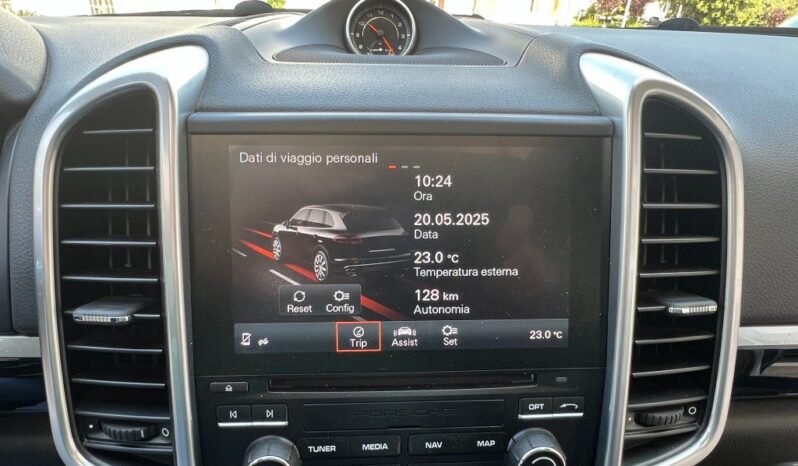 Dati di viaggio personali
10:24
Ora
20.05.2025
Data
23.0 °C
Temperatura esterna
128 km
Autonomia
Reset Config
Trip Assist Set 23.0 °C
PORSCHE
OPT
TUNER MEDIA NAV MAP